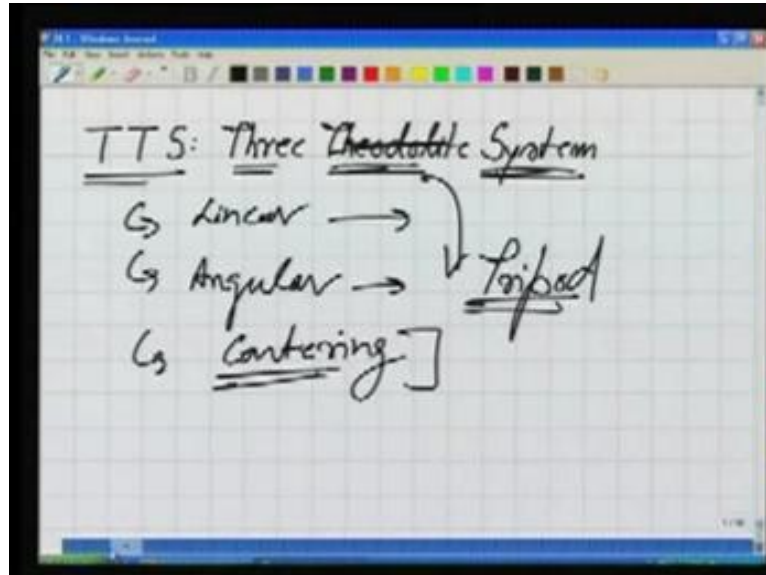 TTS: Three Theodolite System
Linear
Angular → Tripod
Centering